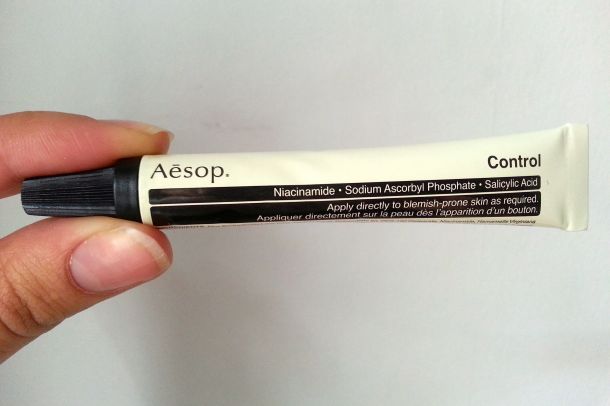 Aēsop.
Control
Niacinamide • Sodium Ascorbyl Phosphate • Salicylic Acid
Apply directly to blemish-prone skin as required.
Appliquer directement sur la peau dès l'apparition d'un bouton.